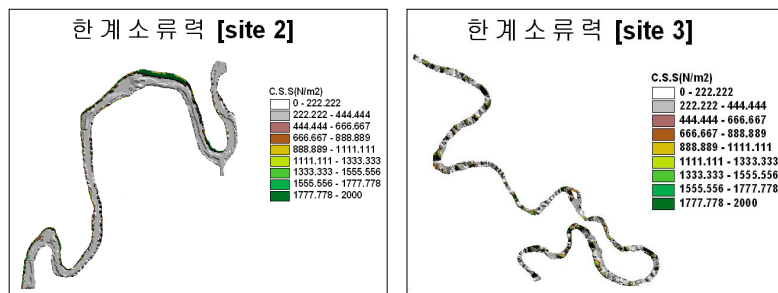 한계소류력 [site 2]
C.S.S(N/m2)
0 - 222.222
222.222 - 444.444
444.444 - 666.667
666.667 - 888.889
888.889 - 1111.111
1111.111 - 1333.333
1333.333 - 1555.556
1555.556 - 1777.778
1777.778 - 2000
한계소류력 [site 3]
C.S.S(N/m2)
0 - 222.222
222.222 - 444.444
444.444 - 666.667
666.667 - 888.889
888.889 - 1111.111
1111.111 - 1333.333
1333.333 - 1555.556
1555.556 - 1777.778
1777.778 - 2000